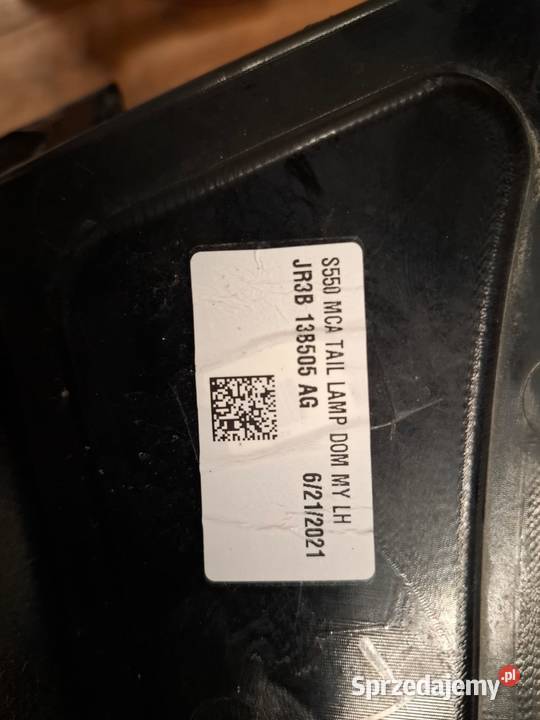 S550 MCA TAIL LAMP DOM MY LH
JR3B 13B505 AG
6/21/2021
Sprzedajemy.pl